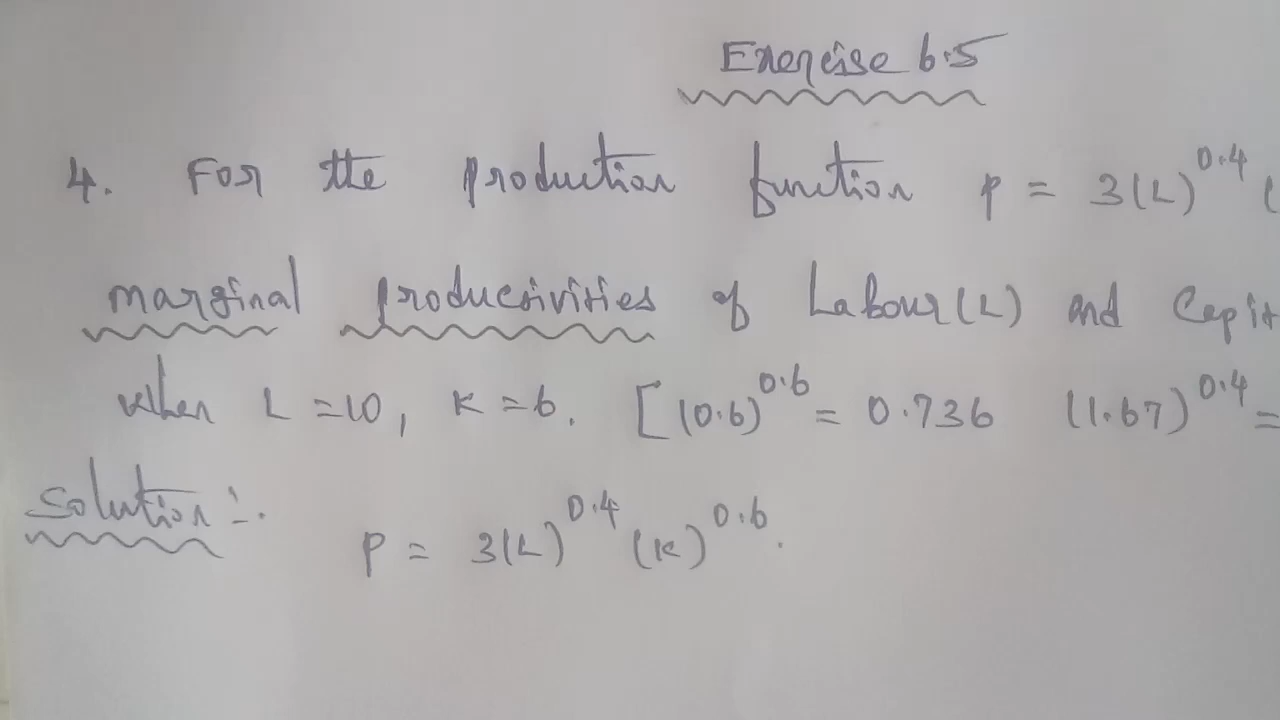 Exercise 6.5
4. For the production function p = 3(L)^0.4 (
marginal productivities of Labour(L) and Capit
when L = 10, K = 6. [(0.6)^0.6 = 0.736 (1.67)^0.4 =
Solution:-
P = 3(L)^0.4 (K)^0.6.